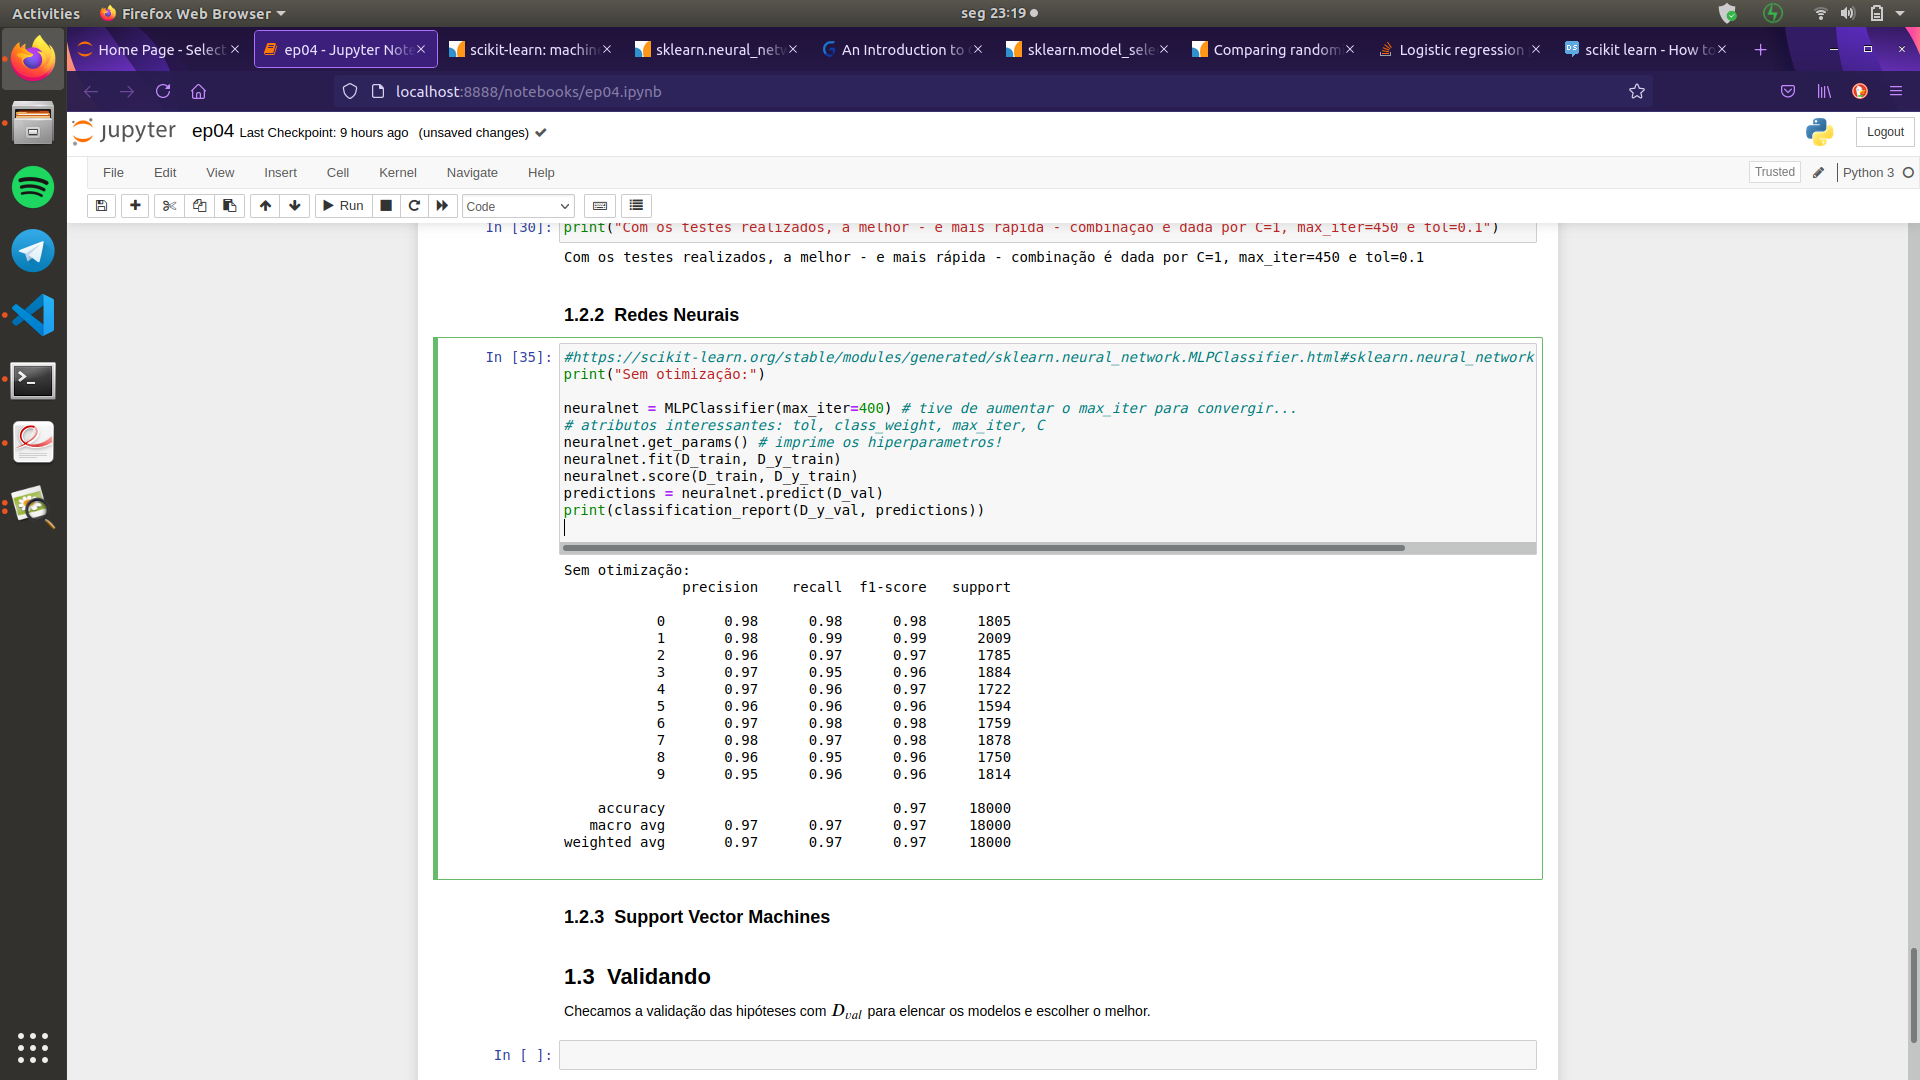 Activities Firefox Web Browser seg 23:19
Home Page - Select ep04 - Jupyter Note scikit-learn: machin sklearn.neural_netw An Introduction to sklearn.model_sele Comparing random Logistic regression scikit learn - How to
localhost:8888/notebooks/ep04.ipynb
jupyter ep04 Last Checkpoint: 9 hours ago (unsaved changes) Logout
File Edit View Insert Cell Kernel Navigate Help Trusted Python 3
Run Code
In [30]: print("Com os testes realizados, a melhor - e mais rápida - combinação é dada por C=1, max_iter=450 e tol=0.1")
Com os testes realizados, a melhor - e mais rápida - combinação é dada por C=1, max_iter=450 e tol=0.1
1.2.2 Redes Neurais
In [35]: #https://scikit-learn.org/stable/modules/generated/sklearn.neural_network.MLPClassifier.html#sklearn.neural_network
print("Sem otimização:")
neuralnet = MLPClassifier(max_iter=400) # tive de aumentar o max_iter para convergir...
# atributos interessantes: tol, class_weight, max_iter, C
neuralnet.get_params() # imprime os hiperparametros!
neuralnet.fit(D_train, D_y_train)
neuralnet.score(D_train, D_y_train)
predictions = neuralnet.predict(D_val)
print(classification_report(D_y_val, predictions))
Sem otimização:
precision recall f1-score support
0 0.98 0.98 0.98 1805
1 0.98 0.99 0.99 2009
2 0.96 0.97 0.97 1785
3 0.97 0.95 0.96 1884
4 0.97 0.96 0.97 1722
5 0.96 0.96 0.96 1594
6 0.97 0.98 0.98 1759
7 0.98 0.97 0.98 1878
8 0.96 0.95 0.96 1750
9 0.95 0.96 0.96 1814
accuracy 0.97 18000
macro avg 0.97 0.97 0.97 18000
weighted avg 0.97 0.97 0.97 18000
1.2.3 Support Vector Machines
1.3 Validando
Checamos a validação das hipóteses com D_val para elencar os modelos e escolher o melhor.
In [ ]: